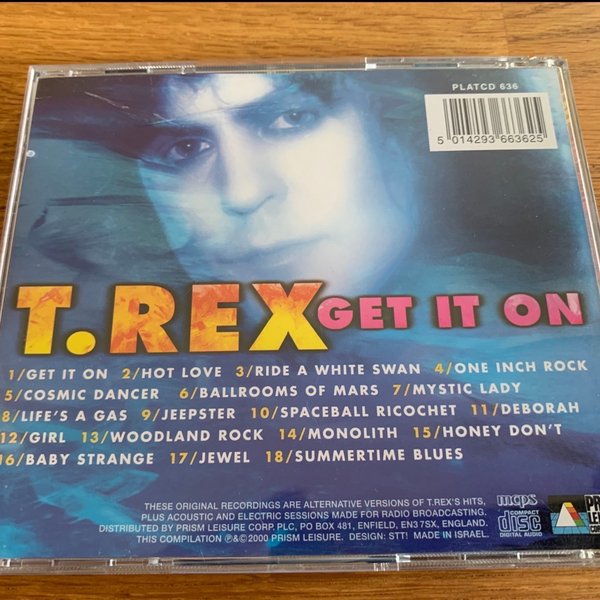 PLATCD 636
5 014293 663625
T.REX GET IT ON
1/GET IT ON 2/HOT LOVE 3/RIDE A WHITE SWAN 4/ONE INCH ROCK
5/COSMIC DANCER 6/BALLROOMS OF MARS 7/MYSTIC LADY
8/LIFE'S A GAS 9/JEEPSTER 10/SPACEBALL RICOCHET 11/DEBORAH
12/GIRL 13/WOODLAND ROCK 14/MONOLITH 15/HONEY DON'T
16/BABY STRANGE 17/JEWEL 18/SUMMERTIME BLUES
THESE ORIGINAL RECORDINGS ARE ALTERNATIVE VERSIONS OF T.REX'S HITS,
PLUS ACOUSTIC AND ELECTRIC SESSIONS MADE FOR RADIO BROADCASTING.
DISTRIBUTED BY PRISM LEISURE CORP. PLC, PO BOX 481, ENFIELD, EN3 7SX, ENGLAND.
THIS COMPILATION ℗&© 2000 PRISM LEISURE. DESIGN: STT! MADE IN ISRAEL.
mcps
COMPACT
disc
DIGITAL AUDIO